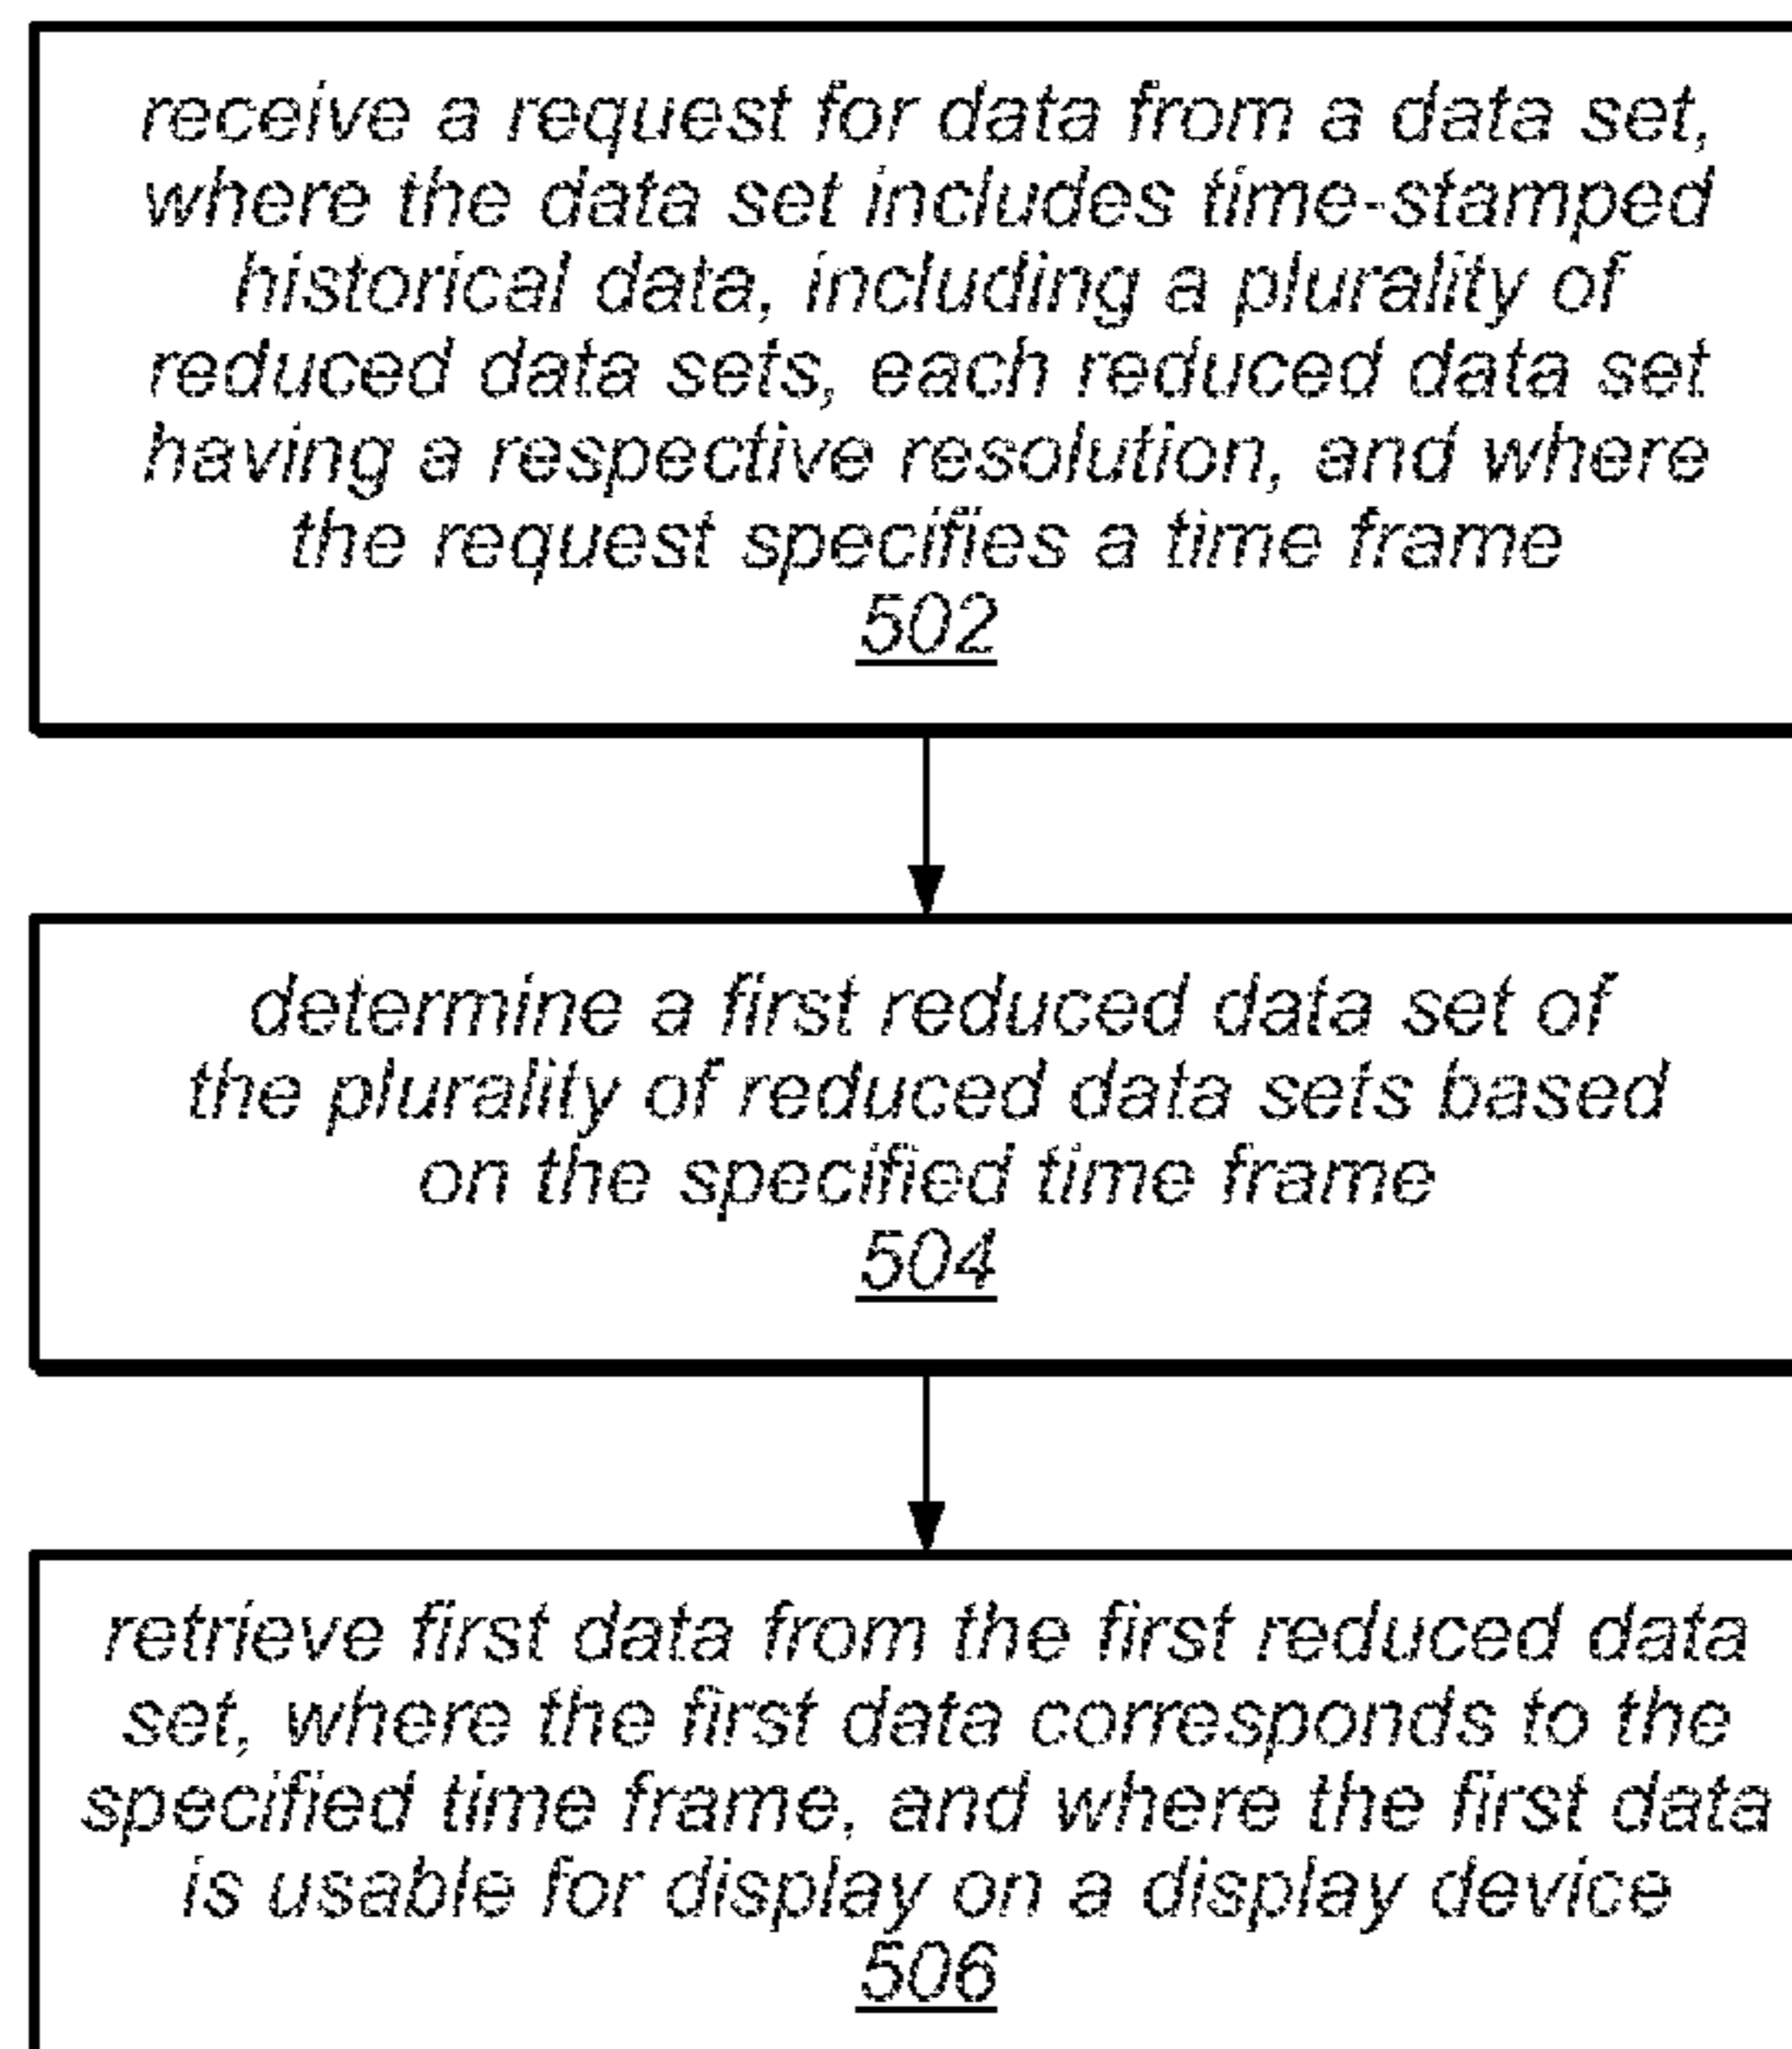 receive a request for data from a data set,
where the data set includes time-stamped
historical data, including a plurality of
reduced data sets, each reduced data set
having a respective resolution, and where
the request specifies a time frame
502
determine a first reduced data set of
the plurality of reduced data sets based
on the specified time frame
504
retrieve first data from the first reduced data
set, where the first data corresponds to the
specified time frame, and where the first data
is usable for display on a display device
506